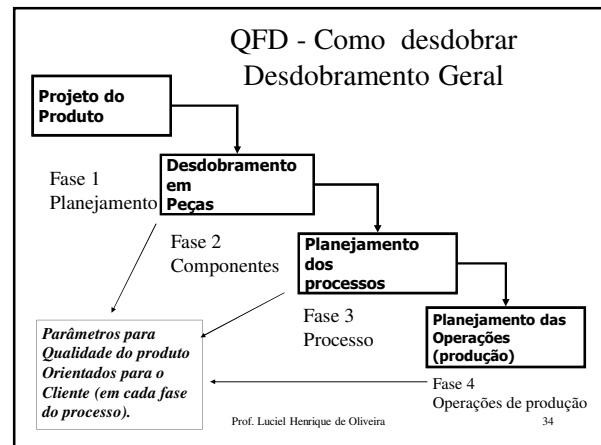 QFD - Como desdobrar
Desdobramento Geral
Projeto do
Produto
Desdobramento
em
Peças
Fase 1
Planejamento
Fase 2
Componentes
Planejamento
dos
processos
Fase 3
Processo
Planejamento das
Operações
(produção)
Parâmetros para
Qualidade do produto
Orientados para o
Cliente (em cada fase
do processo).
Fase 4
Operações de produção
Prof. Luciel Henrique de Oliveira
34